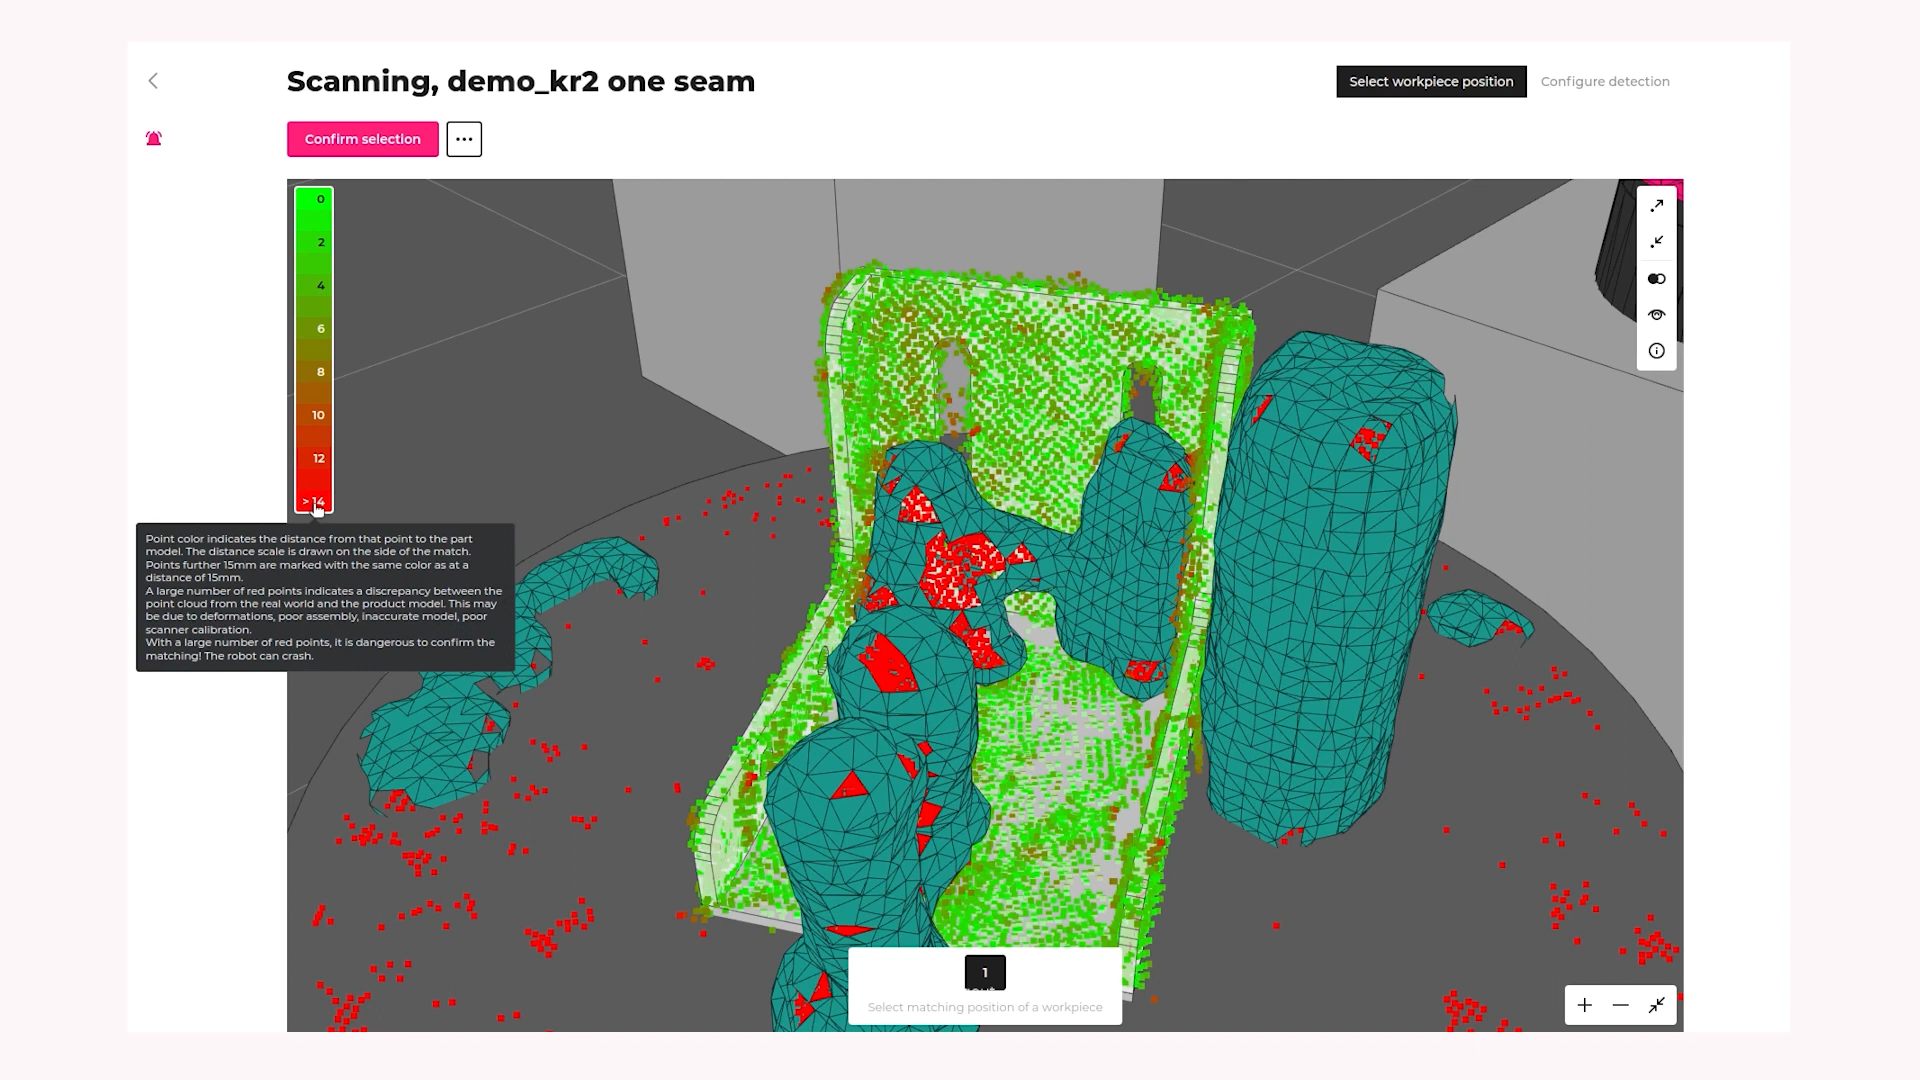 Scanning, demo_kr2 one seam
Select workpiece position
Configure detection
Confirm selection
0
2
4
6
8
10
12
> 14
Point color indicates the distance from that point to the part
model. The distance scale is drawn on the side of the match.
Points further 15mm are marked with the same color as at a
distance of 15mm.
A large number of red points indicates a discrepancy between the
point cloud from the real world and the product model. This may
be due to deformations, poor assembly, inaccurate model, poor
scanner calibration.
With a large number of red points, it is dangerous to confirm the
matching! The robot can crash.
1
Select matching position of a workpiece